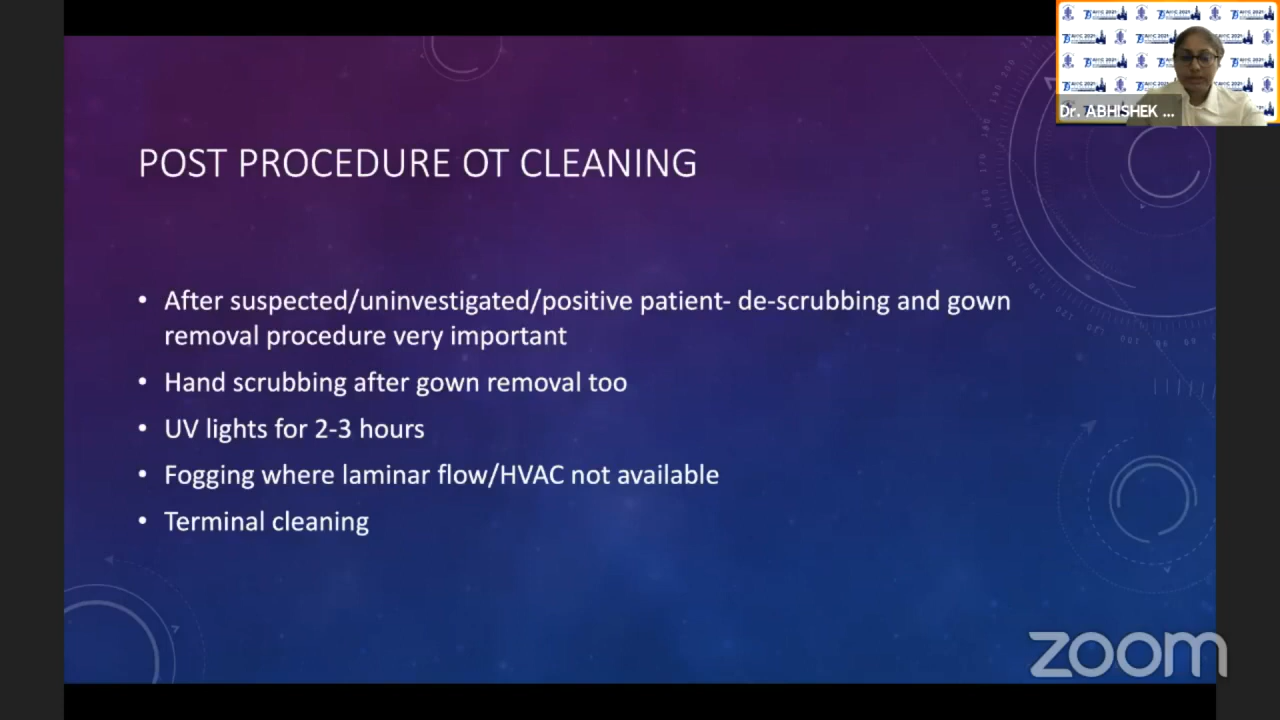 POST PROCEDURE OT CLEANING
• After suspected/uninvestigated/positive patient- de-scrubbing and gown
removal procedure very important
• Hand scrubbing after gown removal too
• UV lights for 2-3 hours
• Fogging where laminar flow/HVAC not available
• Terminal cleaning
Dr. ABHISHEK ...
zoom